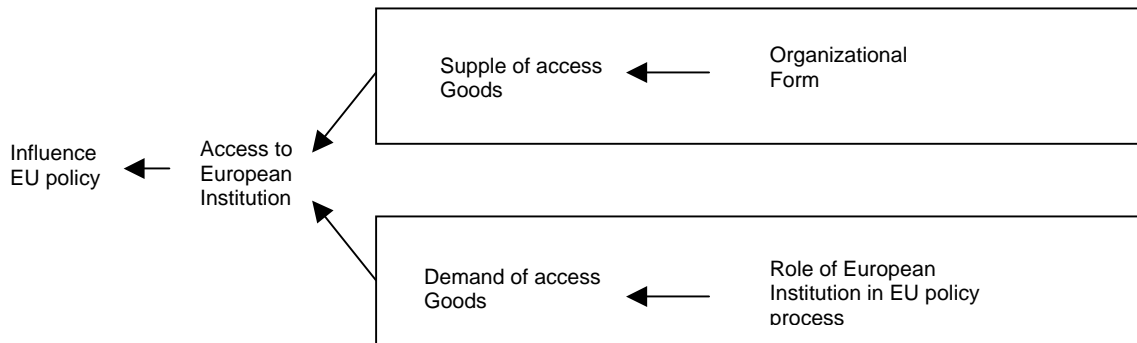 Supple of access
Goods
Organizational
Form
Influence
EU policy
Access to
European
Institution
Demand of access
Goods
Role of European
Institution in EU policy
process